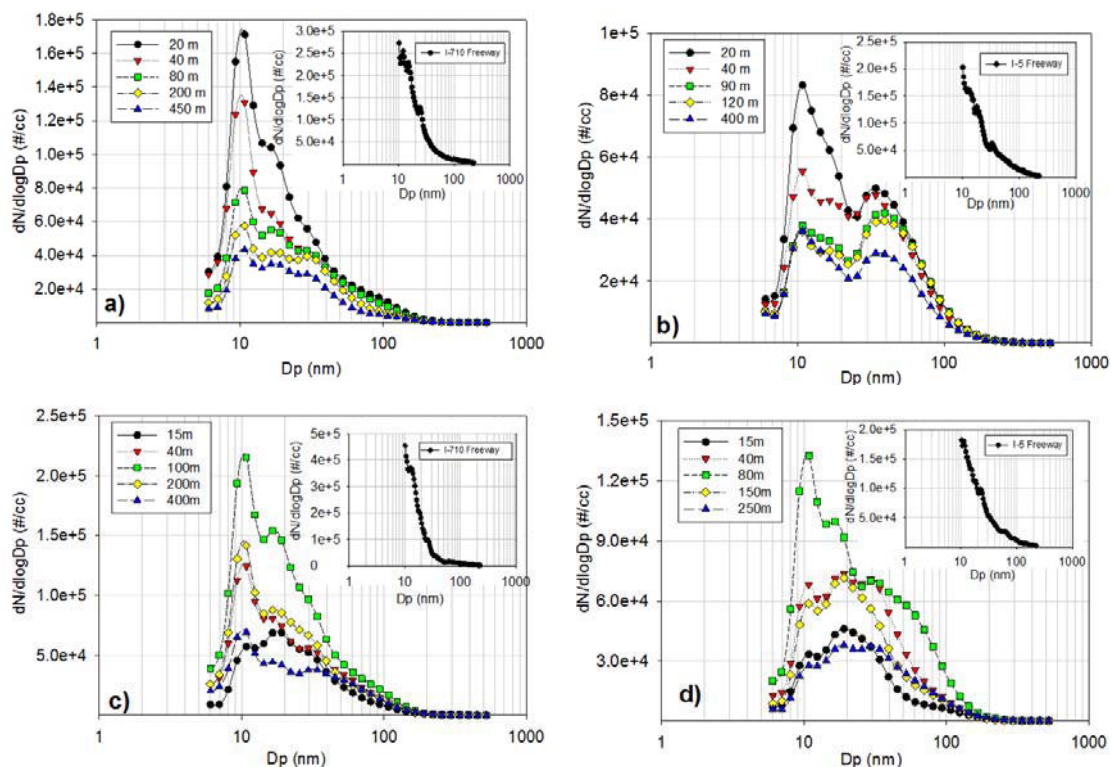 1.8e+5
1.6e+5
1.4e+5
1.2e+5
1.0e+5
8.0e+4
6.0e+4
4.0e+4
2.0e+4
dN/dlogDp (#/cc)
20 m
40 m
80 m
200 m
450 m
3.0e+5
2.5e+5
2.0e+5
1.5e+5
1.0e+5
5.0e+4
dN/dlogDp (#/cc)
I-710 Freeway
1 10 100 1000
Dp (nm)
a)
1 10 100 1000
Dp (nm)
1e+5
8e+4
6e+4
4e+4
2e+4
dN/dlogDp (#/cc)
20 m
40 m
90 m
120 m
400 m
2.5e+5
2.0e+5
1.5e+5
1.0e+5
5.0e+4
dN/dlogDp (#/cc)
I-5 Freeway
1 10 100 1000
Dp (nm)
b)
1 10 100 1000
Dp (nm)
2.5e+5
2.0e+5
1.5e+5
1.0e+5
5.0e+4
dN/dlogDp (#/cc)
15m
40m
100m
200m
400m
5e+5
4e+5
3e+5
2e+5
1e+5
0
dN/dlogDp (#/cc)
I-710 Freeway
1 10 100 1000
Dp (nm)
c)
1 10 100 1000
Dp (nm)
1.5e+5
1.2e+5
9.0e+4
6.0e+4
3.0e+4
dN/dlogDp (#/cc)
15m
40m
80m
150m
250m
2.0e+5
1.5e+5
1.0e+5
5.0e+4
dN/dlogDp (#/cc)
I-5 Freeway
1 10 100 1000
Dp (nm)
d)
1 10 100 1000
Dp (nm)